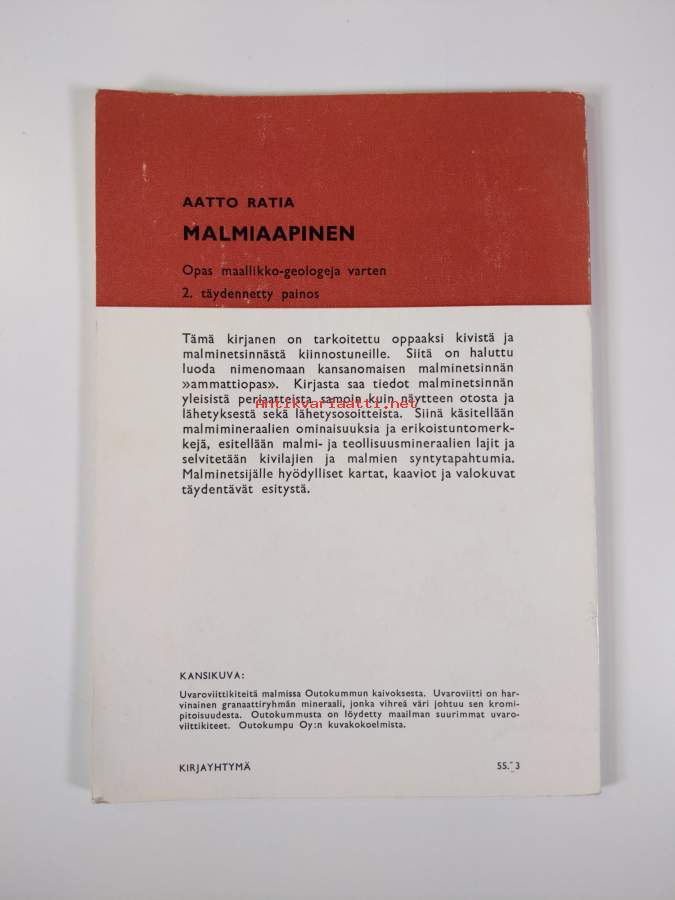 AATTO RATIA
MALMIAAPINEN
Opas maallikko-geologeja varten
2. täydennetty painos
Tämä kirjanen on tarkoitettu oppaaksi kivistä ja
malminetsinnästä kiinnostuneille. Siitä on haluttu
luoda nimenomaan kansanomaisen malminetsinnän
»ammattiopas». Kirjasta saa tiedot malminetsinnän
yleisistä periaatteista samoin kuin näytteen otosta ja
Antikvariaatti.net
lähetyksestä sekä lähetysosoitteista. Siinä käsitellään
malmimineraalien ominaisuuksia ja erikoistuntomerk-
kejä, esitellään malmi- ja teollisuusmineraalien lajit ja
selvitetään kivilajien ja malmien syntytapahtumia.
Malminetsijälle hyödylliset kartat, kaaviot ja valokuvat
täydentävät esitystä.
KANSIKUVA:
Uvaroviittikiteitä malmissa Outokummun kaivoksesta. Uvaroviitti on har-
vinainen granaattiryhmän mineraali, jonka vihreä väri johtuu sen kromi-
pitoisuudesta. Outokummusta on löydetty maailman suurimmat uvaro-
viittikiteet. Outokumpu Oy:n kuvakokoelmista.
KIRJAYHTYMÄ